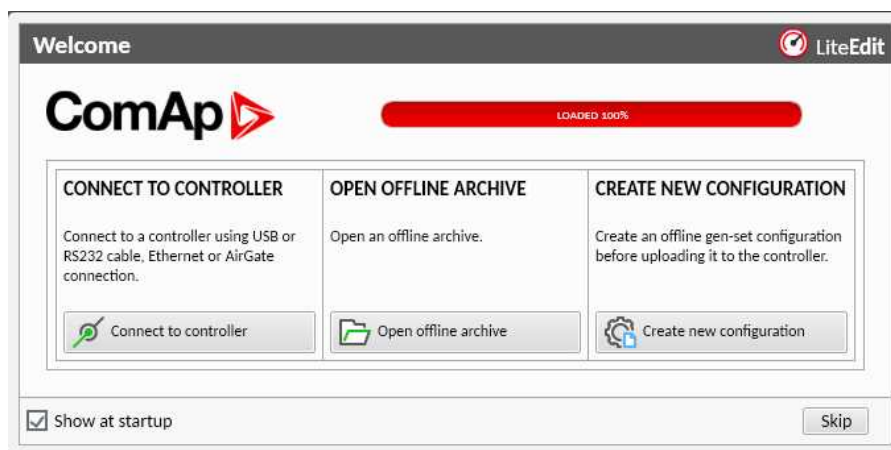 Welcome
LiteEdit
ComAp
LOADED 100%
CONNECT TO CONTROLLER
Connect to a controller using USB or
RS232 cable, Ethernet or AirGate
connection.
Connect to controller
OPEN OFFLINE ARCHIVE
Open an offline archive.
Open offline archive
CREATE NEW CONFIGURATION
Create an offline gen-set configuration
before uploading it to the controller.
Create new configuration
Show at startup
Skip